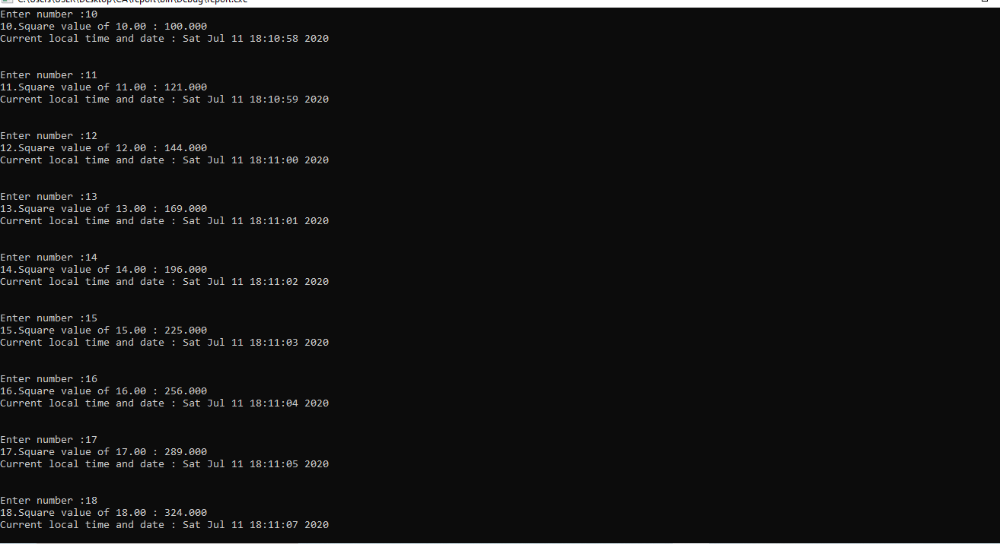 C:\Users\USER\Desktop\CA\report\bin\Debug\report.exe
Enter number :10
10.Square value of 10.00 : 100.000
Current local time and date : Sat Jul 11 18:10:58 2020
Enter number :11
11.Square value of 11.00 : 121.000
Current local time and date : Sat Jul 11 18:10:59 2020
Enter number :12
12.Square value of 12.00 : 144.000
Current local time and date : Sat Jul 11 18:11:00 2020
Enter number :13
13.Square value of 13.00 : 169.000
Current local time and date : Sat Jul 11 18:11:01 2020
Enter number :14
14.Square value of 14.00 : 196.000
Current local time and date : Sat Jul 11 18:11:02 2020
Enter number :15
15.Square value of 15.00 : 225.000
Current local time and date : Sat Jul 11 18:11:03 2020
Enter number :16
16.Square value of 16.00 : 256.000
Current local time and date : Sat Jul 11 18:11:04 2020
Enter number :17
17.Square value of 17.00 : 289.000
Current local time and date : Sat Jul 11 18:11:05 2020
Enter number :18
18.Square value of 18.00 : 324.000
Current local time and date : Sat Jul 11 18:11:07 2020